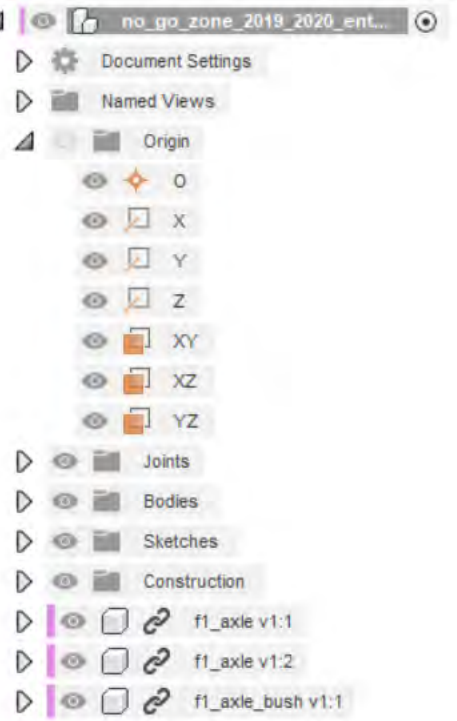 no_go_zone_2019_2020_ent...
Document Settings
Named Views
Origin
O
X
Y
Z
XY
XZ
YZ
Joints
Bodies
Sketches
Construction
f1_axle v1:1
f1_axle v1:2
f1_axle_bush v1:1